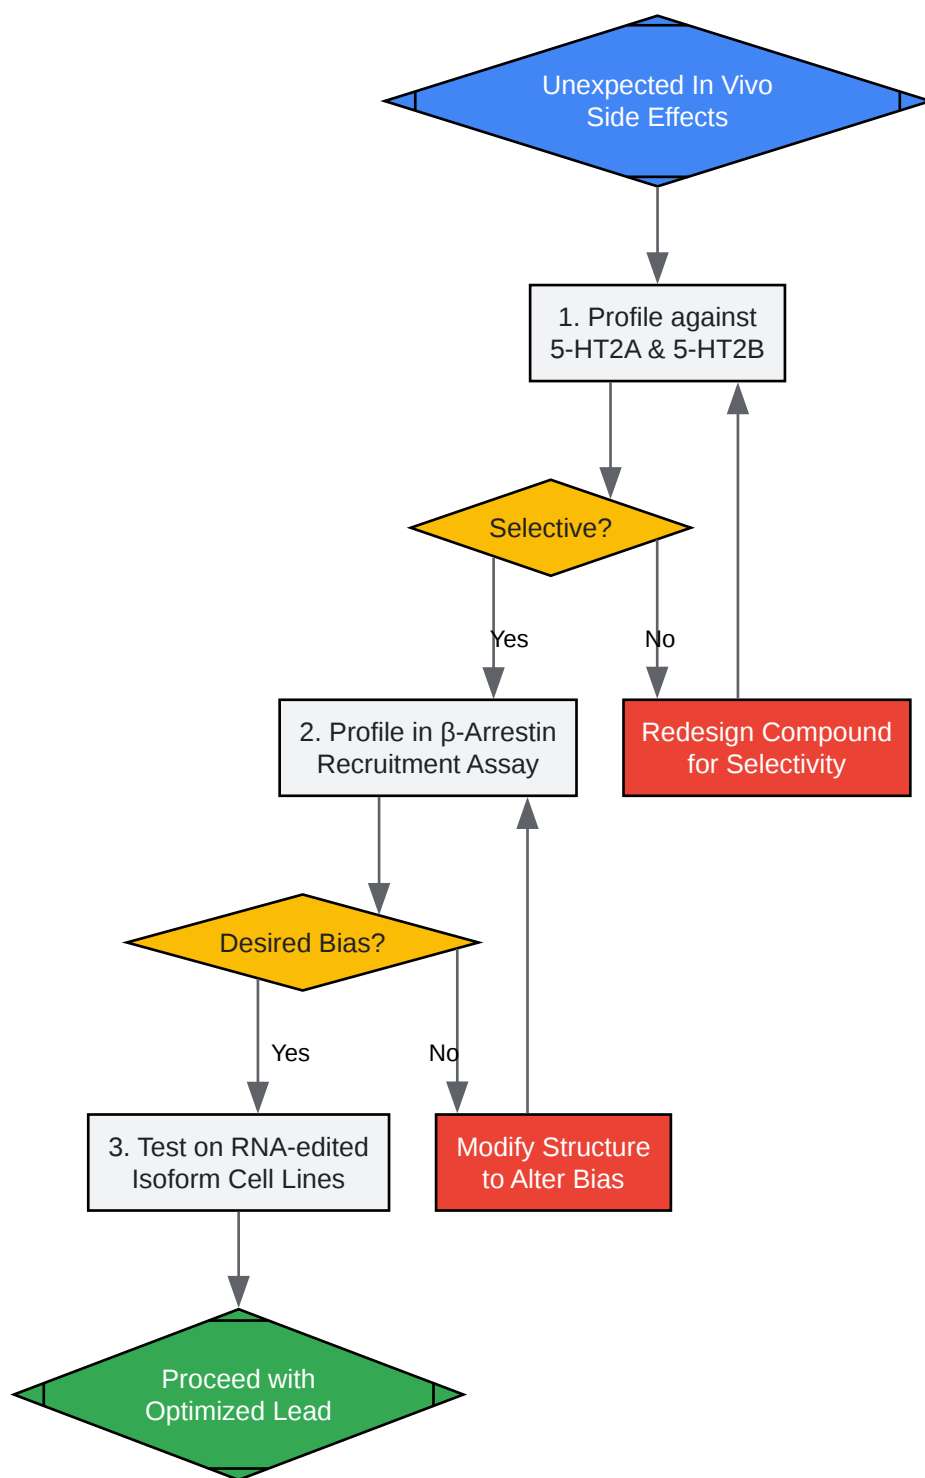 Unexpected In Vivo
Side Effects
1. Profile against
5-HT2A & 5-HT2B
Selective?
Yes
No
2. Profile in β-Arrestin
Recruitment Assay
Redesign Compound
for Selectivity
Desired Bias?
Yes
No
3. Test on RNA-edited
Isoform Cell Lines
Modify Structure
to Alter Bias
Proceed with
Optimized Lead